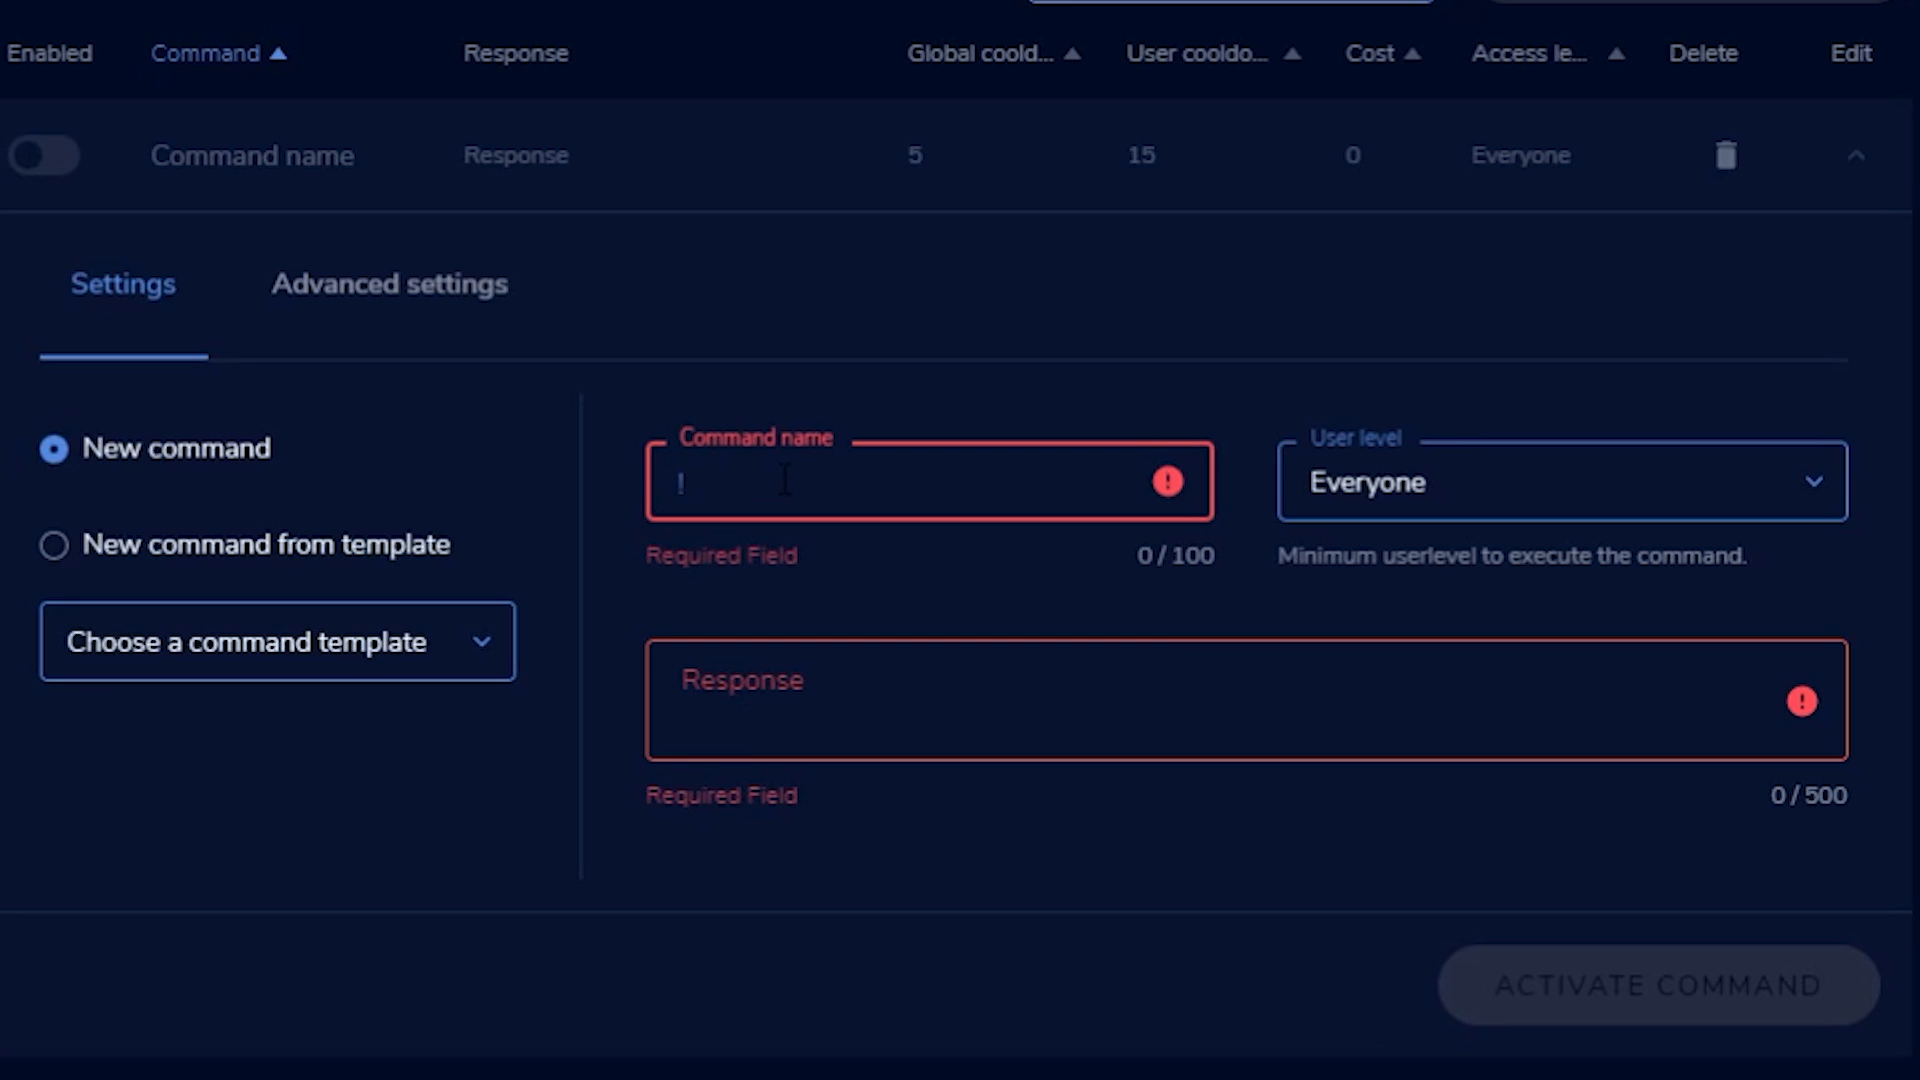 Enabled Command Response Global coold... User cooldo... Cost Access le... Delete Edit
Command name Response 5 15 0 Everyone
Settings Advanced settings
New command
New command from template
Choose a command template
Command name
!
Required Field 0 / 100
User level
Everyone
Minimum userlevel to execute the command.
Response
Required Field 0 / 500
ACTIVATE COMMAND